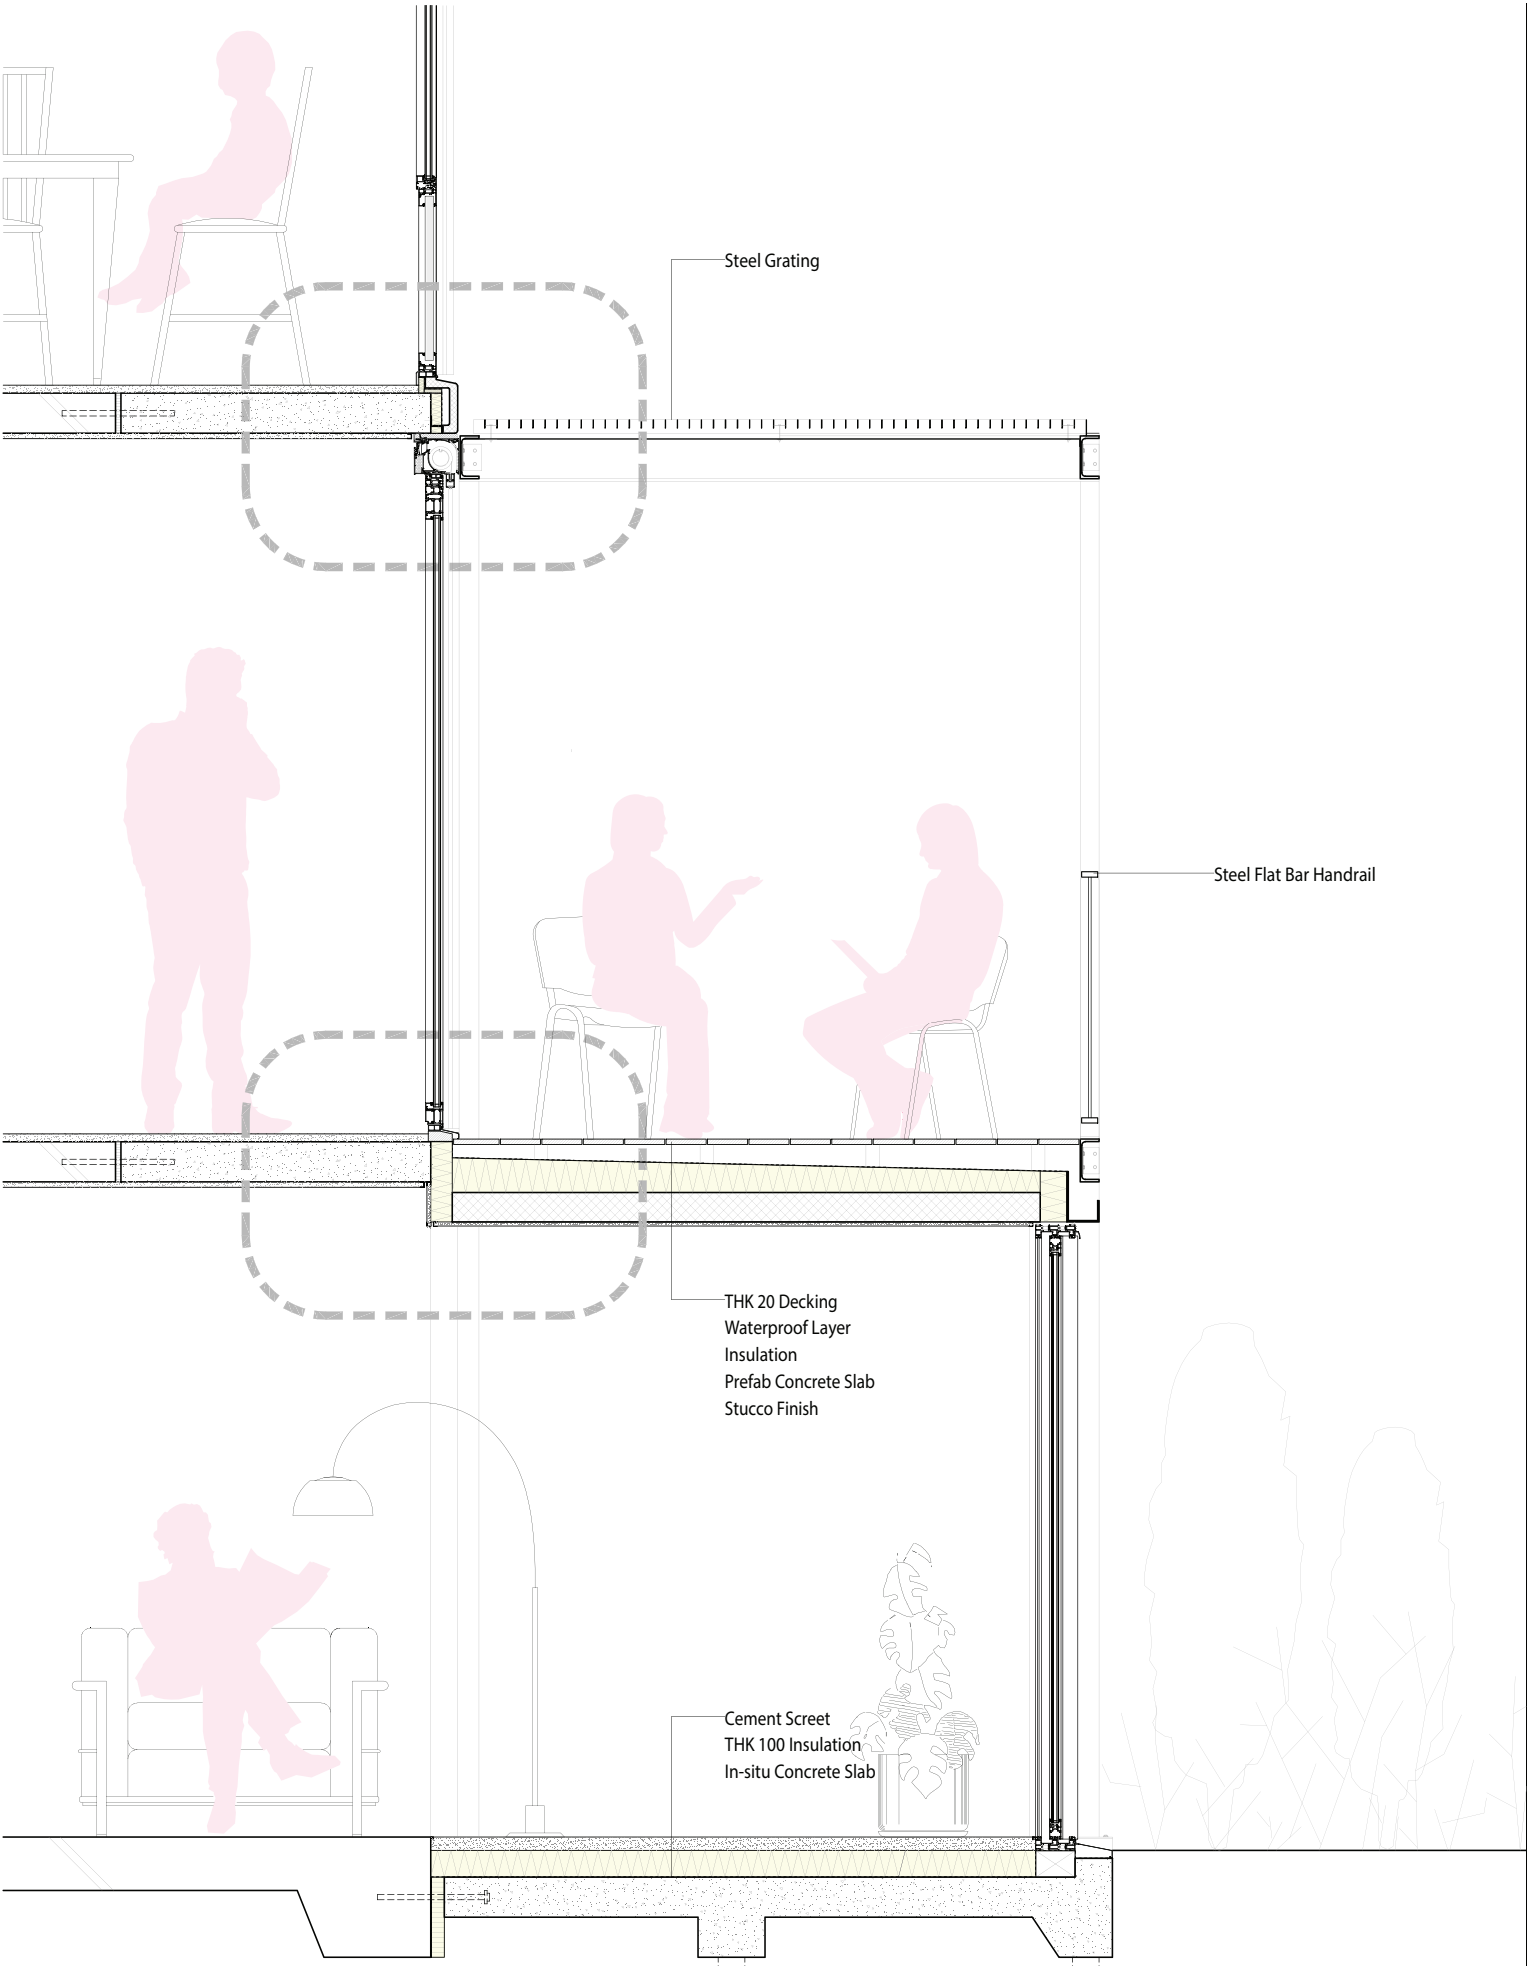 Steel Grating
Steel Flat Bar Handrail
THK 20 Decking
Waterproof Layer
Insulation
Prefab Concrete Slab
Stucco Finish
Cement Screet
THK 100 Insulation
In-situ Concrete Slab